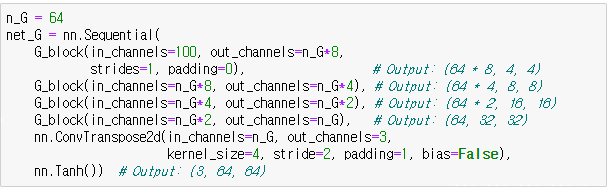 n_G = 64
net_G = nn.Sequential(
    G_block(in_channels=100, out_channels=n_G*8,
            strides=1, padding=0),                  # Output: (64 * 8, 4, 4)
    G_block(in_channels=n_G*8, out_channels=n_G*4), # Output: (64 * 4, 8, 8)
    G_block(in_channels=n_G*4, out_channels=n_G*2), # Output: (64 * 2, 16, 16)
    G_block(in_channels=n_G*2, out_channels=n_G),   # Output: (64, 32, 32)
    nn.ConvTranspose2d(in_channels=n_G, out_channels=3,
                       kernel_size=4, stride=2, padding=1, bias=False),
    nn.Tanh())  # Output: (3, 64, 64)